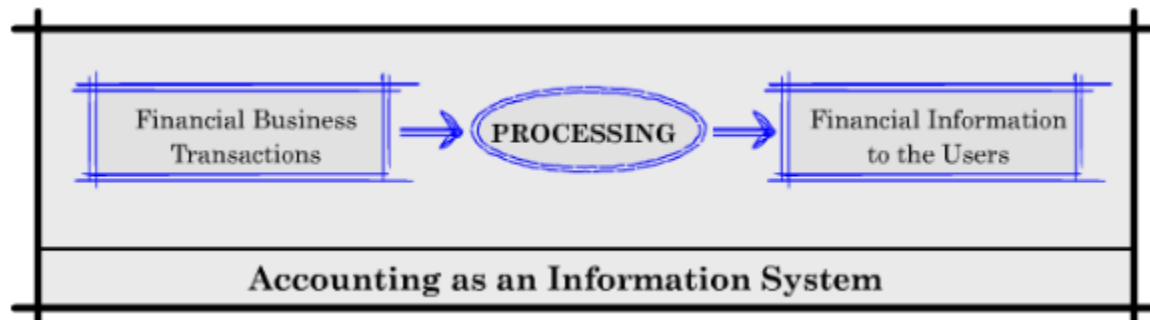 Financial Business
Transactions
PROCESSING
Financial Information
to the Users
Accounting as an Information System